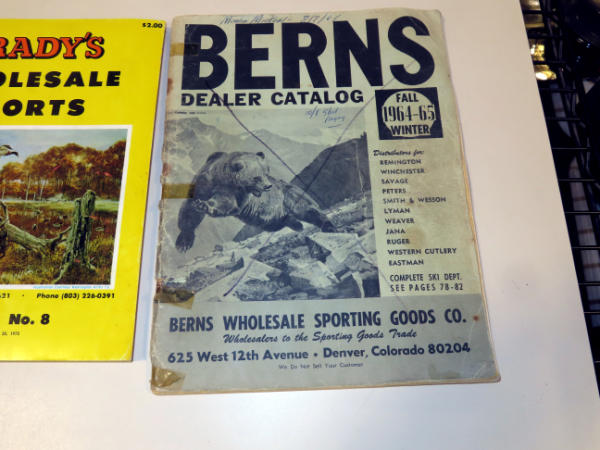 $2.00
RADY'S
OLESALE
ORTS
Phone (803) 226-0391
No. 8
BERNS
DEALER CATALOG
FALL
1964-65
WINTER
Distributors for:
REMINGTON
WINCHESTER
SAVAGE
PETERS
SMITH & WESSON
LYMAN
WEAVER
JANA
RUGER
WESTERN CUTLERY
EASTMAN
COMPLETE SKI DEPT.
SEE PAGES 78-82
BERNS WHOLESALE SPORTING GOODS CO.
Wholesalers to the Sporting Goods Trade
625 West 12th Avenue • Denver, Colorado 80204
We Do Not Sell Your Customer